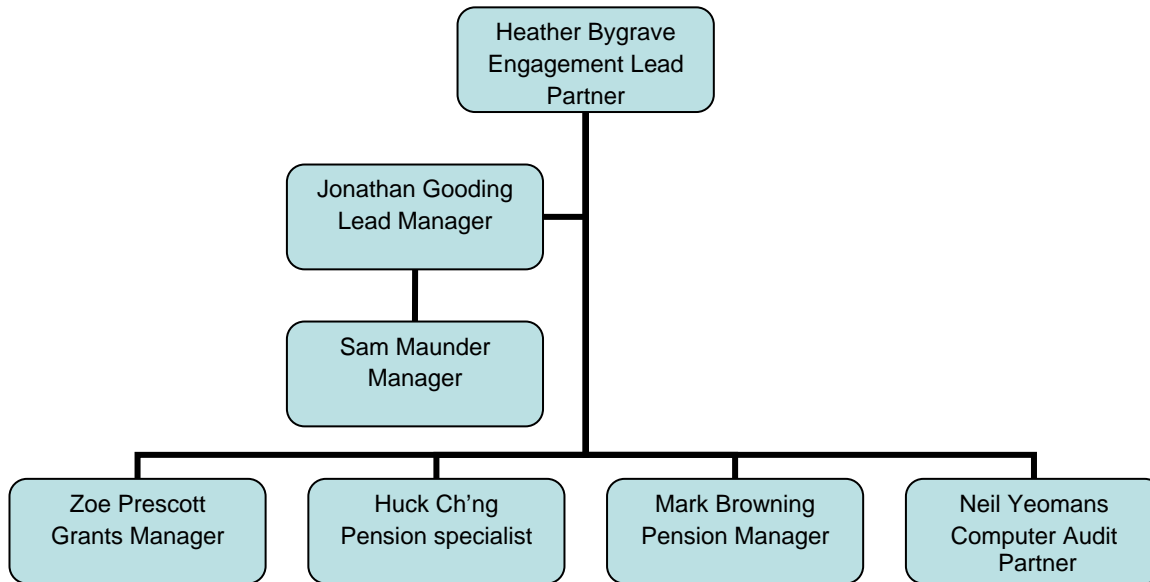 Heather Bygrave
Engagement Lead
Partner
Jonathan Gooding
Lead Manager
Sam Maunder
Manager
Zoe Prescott
Grants Manager
Huck Ch’ng
Pension specialist
Mark Browning
Pension Manager
Neil Yeomans
Computer Audit
Partner